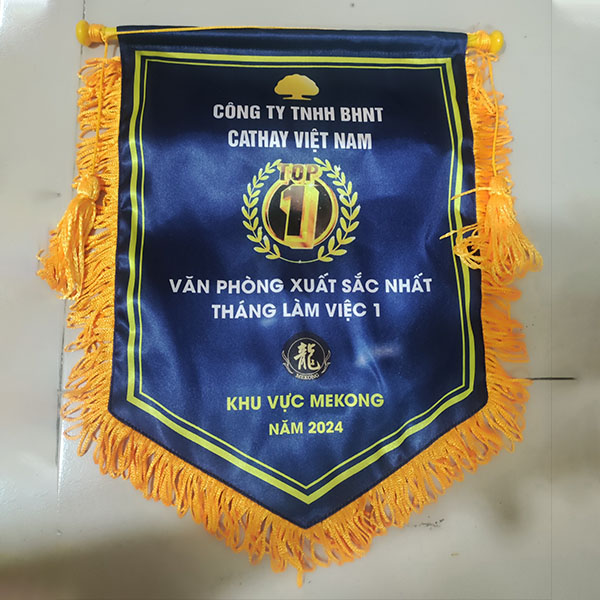 CÔNG TY TNHH BHNT
CATHAY VIỆT NAM
TOP
1
VĂN PHÒNG XUẤT SẮC NHẤT
THÁNG LÀM VIỆC 1
龍
MEKONG
KHU VỰC MEKONG
NĂM 2024